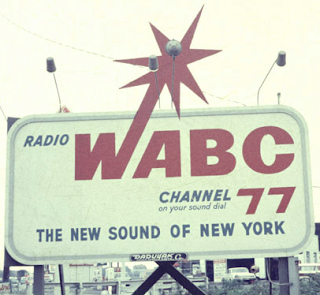 RADIO WABC
CHANNEL 77
on your sound dial
THE NEW SOUND OF NEW YORK